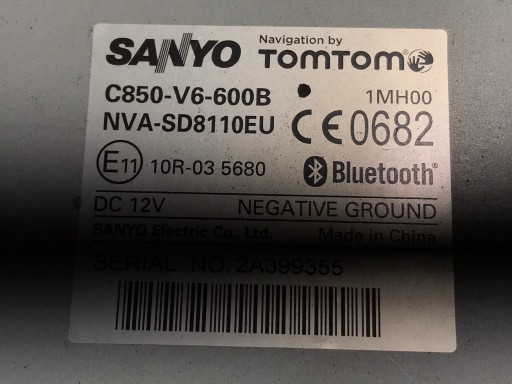 SANYO Navigation by TOMTOM
C850-V6-600B 1MH00
NVA-SD8110EU CE0682
E11 10R-03 5680 Bluetooth®
DC 12V NEGATIVE GROUND
SANYO Electric Co., Ltd. Made in China
SERIAL NO. 2A399355